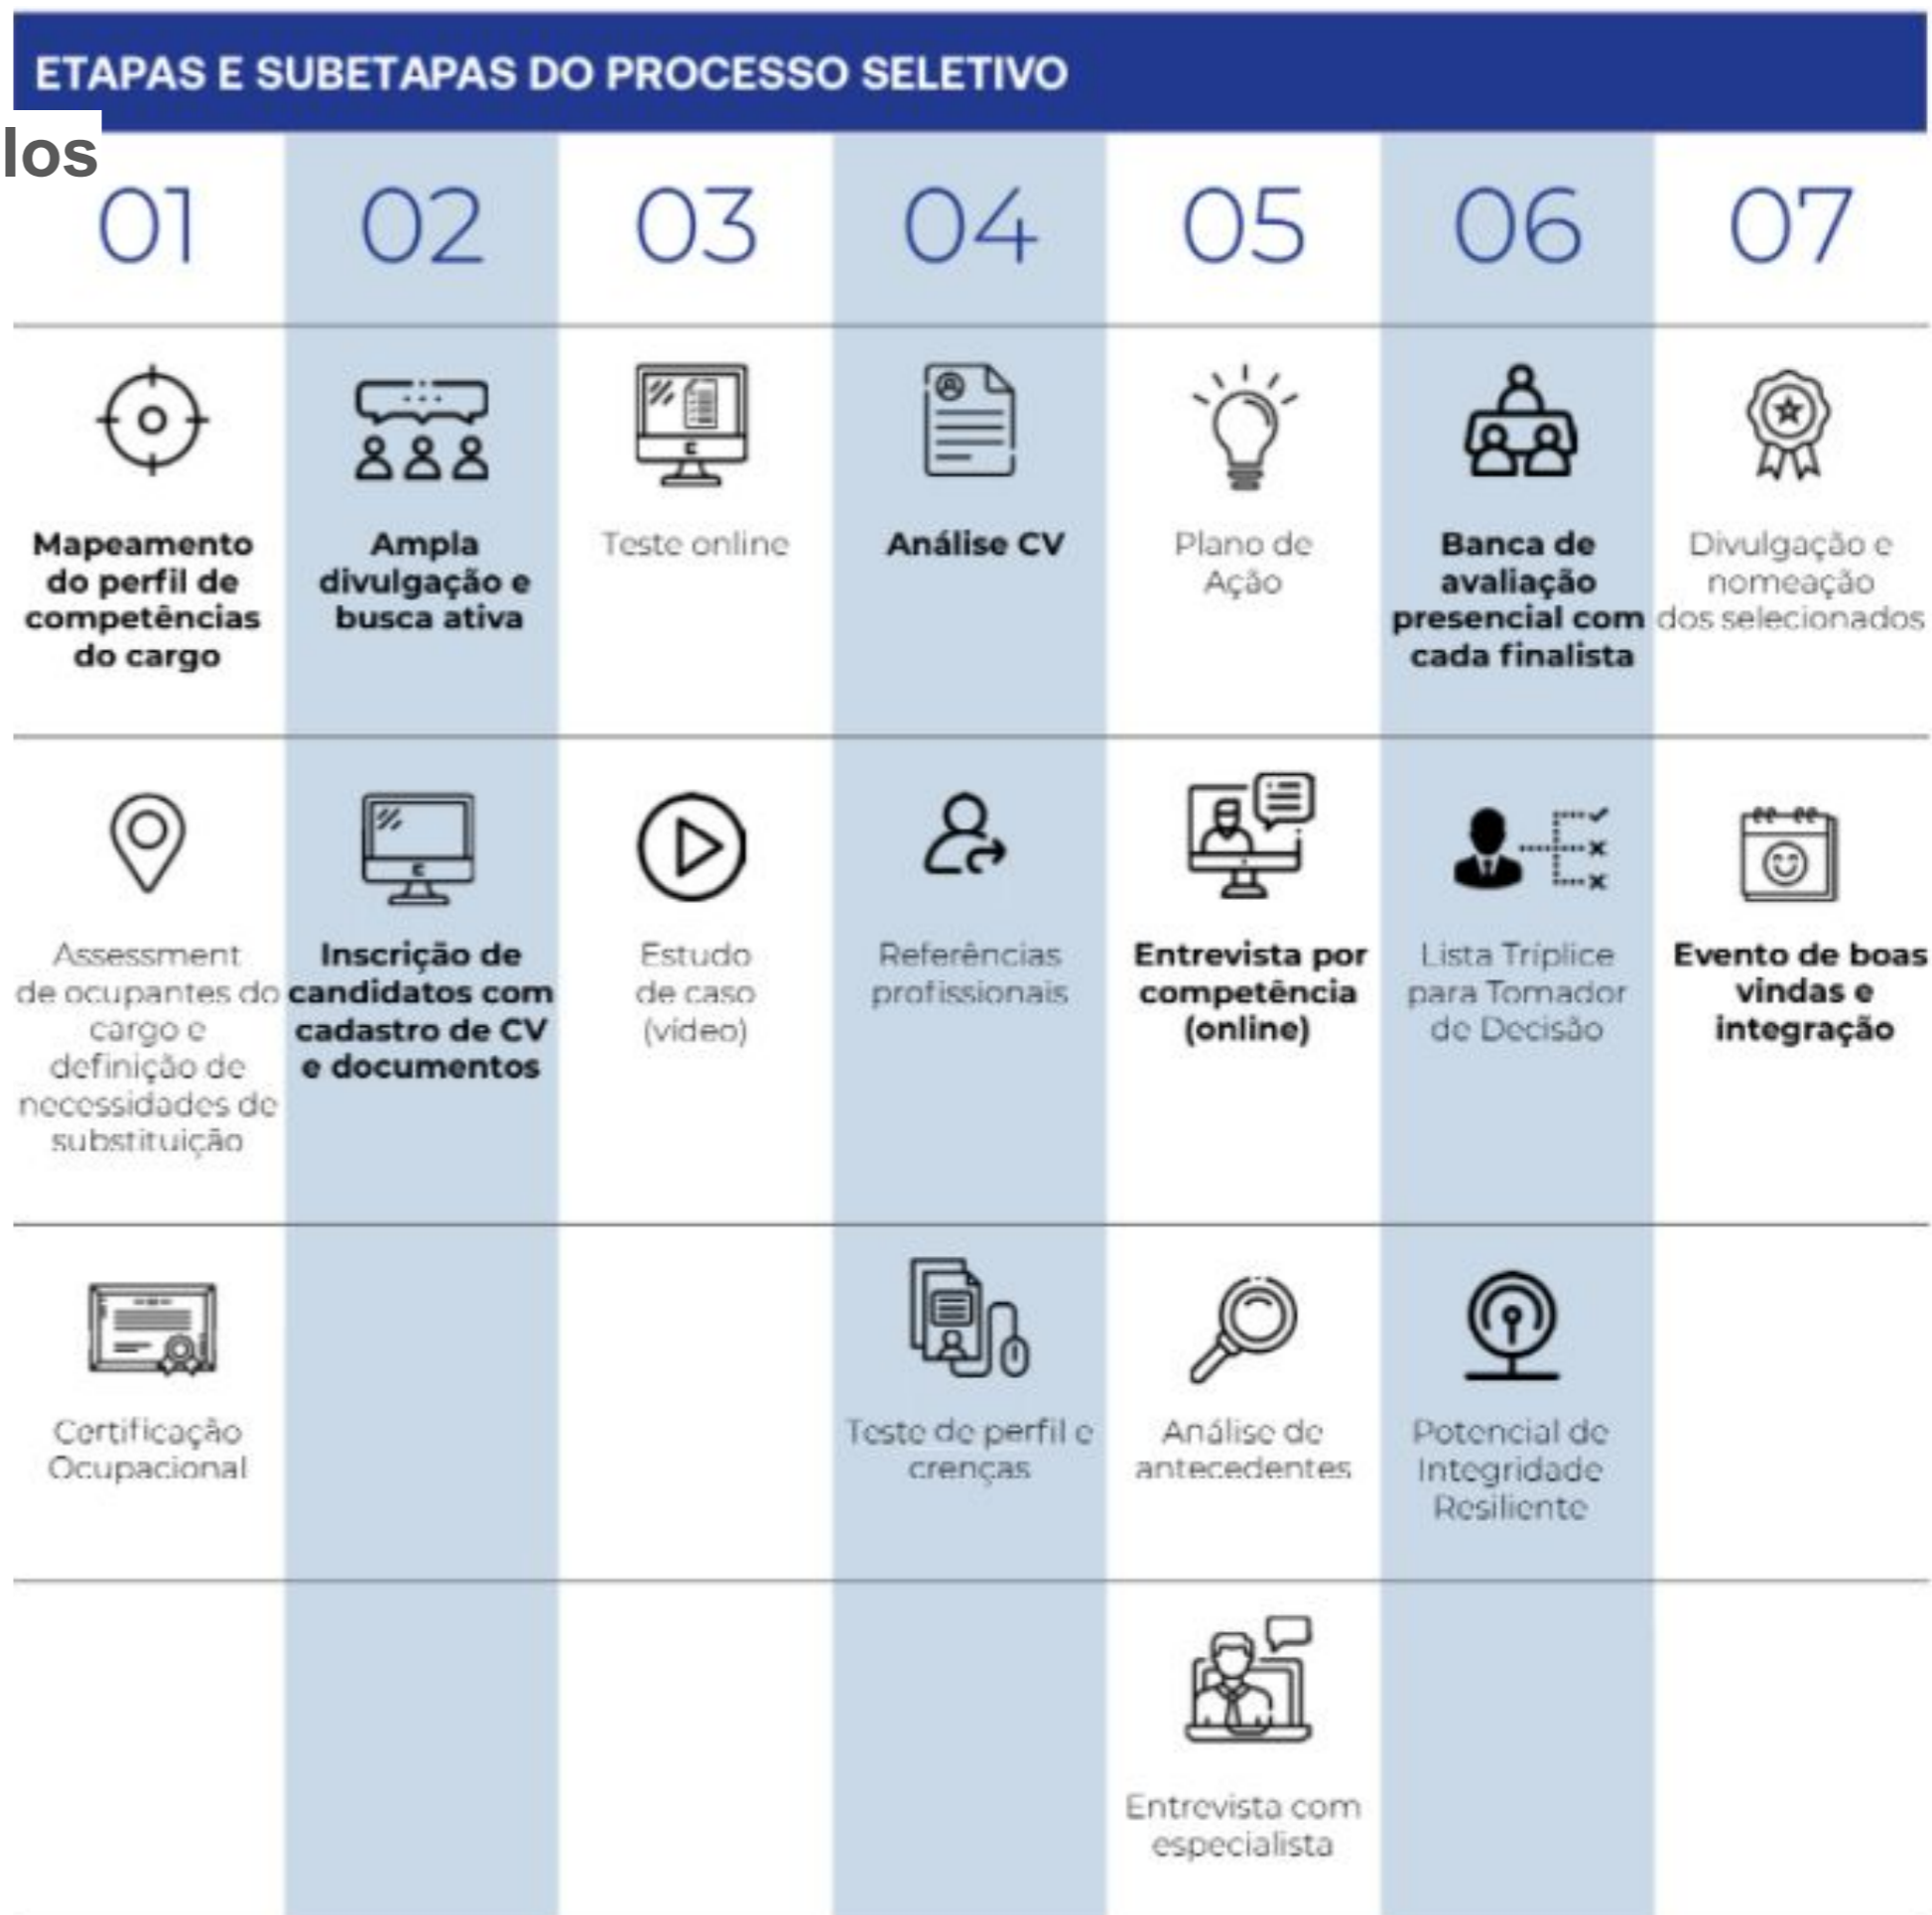 ETAPAS E SUBETAPAS DO PROCESSO SELETIVO
los
01
02
03
04
05
06
07
Mapeamento
do perfil de
competências
do cargo
Ampla
divulgação e
busca ativa
Teste online
Análise CV
Plano de
Ação
Banca de
avaliação
presencial com
cada finalista
Divulgação e
nomeação
dos selecionados
Assessment
de ocupantes do
cargo e
definição de
necessidades de
substituição
Inscrição de
candidatos com
cadastro de CV
e documentos
Estudo
de caso
(vídeo)
Referências
profissionais
Entrevista por
competência
(online)
Lista Tríplice
para Tomador
de Decisão
Evento de boas
vindas e
integração
Certificação
Ocupacional
Teste de perfil e
crenças
Análise de
antecedentes
Potencial de
Integridade
Resiliente
Entrevista com
especialista